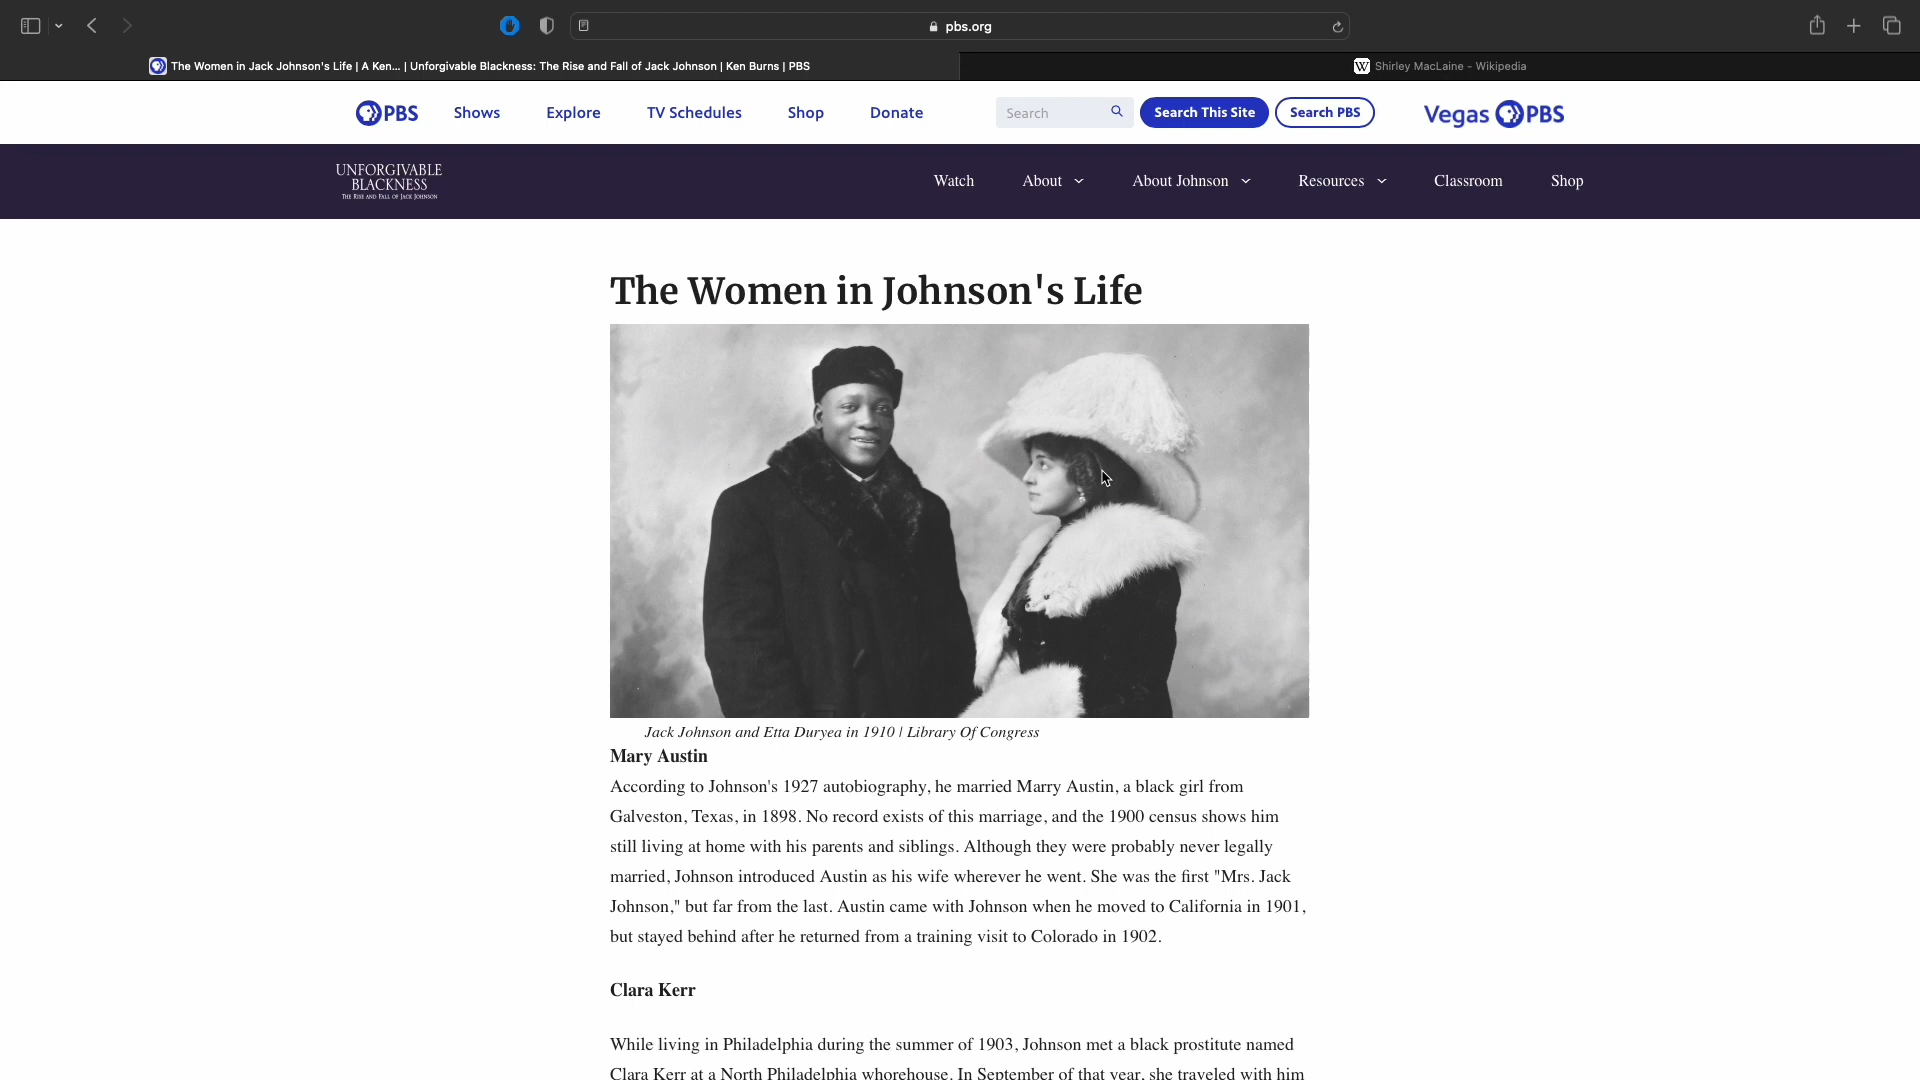 pbs.org
The Women in Jack Johnson's Life | A Ken... | Unforgivable Blackness: The Rise and Fall of Jack Johnson | Ken Burns | PBS
W Shirley MacLaine - Wikipedia
PBS Shows Explore TV Schedules Shop Donate Search Search This Site Search PBS Vegas PBS
UNFORGIVABLE
BLACKNESS
THE RISE AND FALL OF JACK JOHNSON
Watch About About Johnson Resources Classroom Shop
The Women in Johnson's Life
Jack Johnson and Etta Duryea in 1910 | Library Of Congress
Mary Austin
According to Johnson's 1927 autobiography, he married Marry Austin, a black girl from
Galveston, Texas, in 1898. No record exists of this marriage, and the 1900 census shows him
still living at home with his parents and siblings. Although they were probably never legally
married, Johnson introduced Austin as his wife wherever he went. She was the first "Mrs. Jack
Johnson," but far from the last. Austin came with Johnson when he moved to California in 1901,
but stayed behind after he returned from a training visit to Colorado in 1902.
Clara Kerr
While living in Philadelphia during the summer of 1903, Johnson met a black prostitute named
Clara Kerr at a North Philadelphia whorehouse. In September of that year, she traveled with him